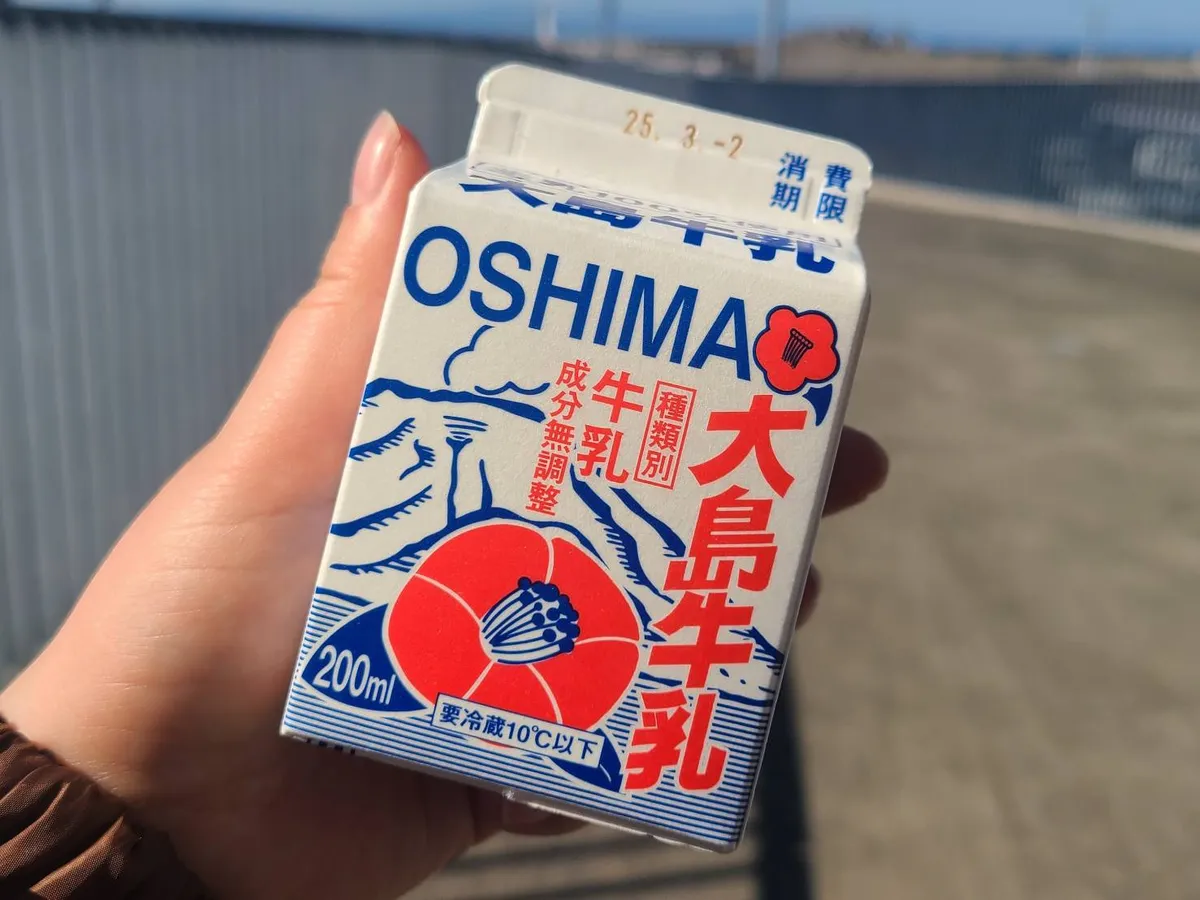 25. 3. -2
消費
期限
大島牛乳
OSHIMA
種類別
牛乳
成分無調整
大島牛乳
200ml
要冷蔵10℃以下